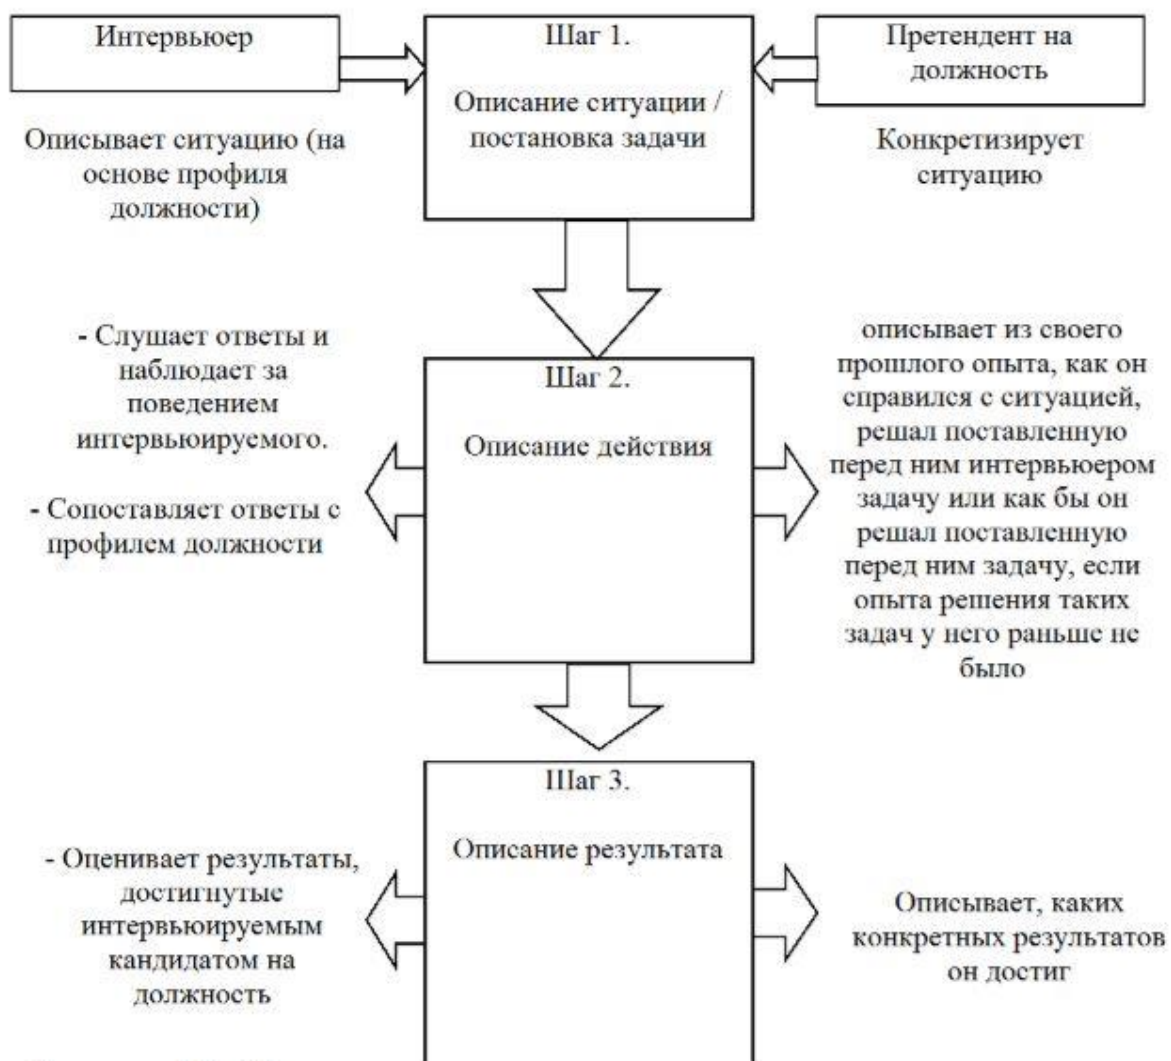 Интервьюер
Описывает ситуацию (на
основе профиля
должности)
Шаг 1.
Описание ситуации /
постановка задачи
Претендент на
должность
Конкретизирует
ситуацию
- Слушает ответы и
наблюдает за
поведением
интервьюируемого.
- Сопоставляет ответы с
профилем должности
Шаг 2.
Описание действия
описывает из своего
прошлого опыта, как он
справился с ситуацией,
решал поставленную
перед ним интервьюером
задачу или как бы он
решал поставленную
перед ним задачу, если
опыта решения таких
задач у него раньше не
было
- Оценивает результаты,
достигнутые
интервьюируемым
кандидатом на
должность
Шаг 3.
Описание результата
Описывает, каких
конкретных результатов
он достиг